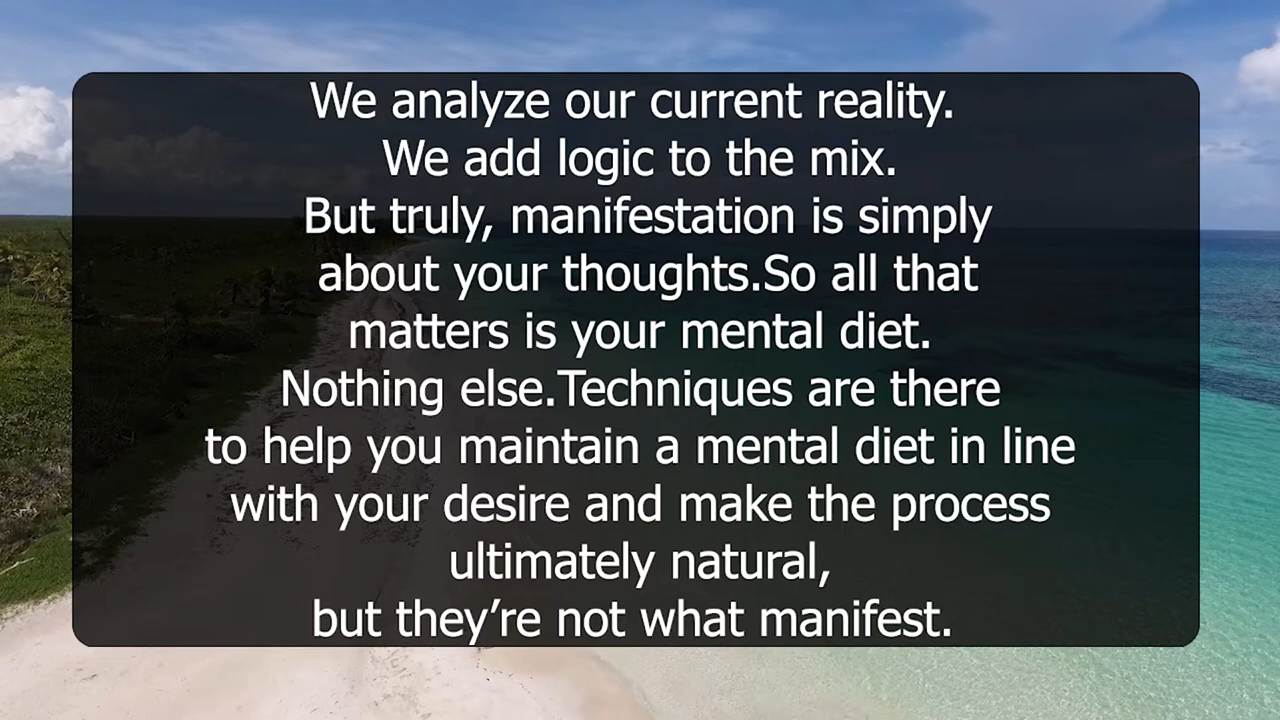 We analyze our current reality.
We add logic to the mix.
But truly, manifestation is simply
about your thoughts.So all that
matters is your mental diet.
Nothing else.Techniques are there
to help you maintain a mental diet in line
with your desire and make the process
ultimately natural,
but they’re not what manifest.